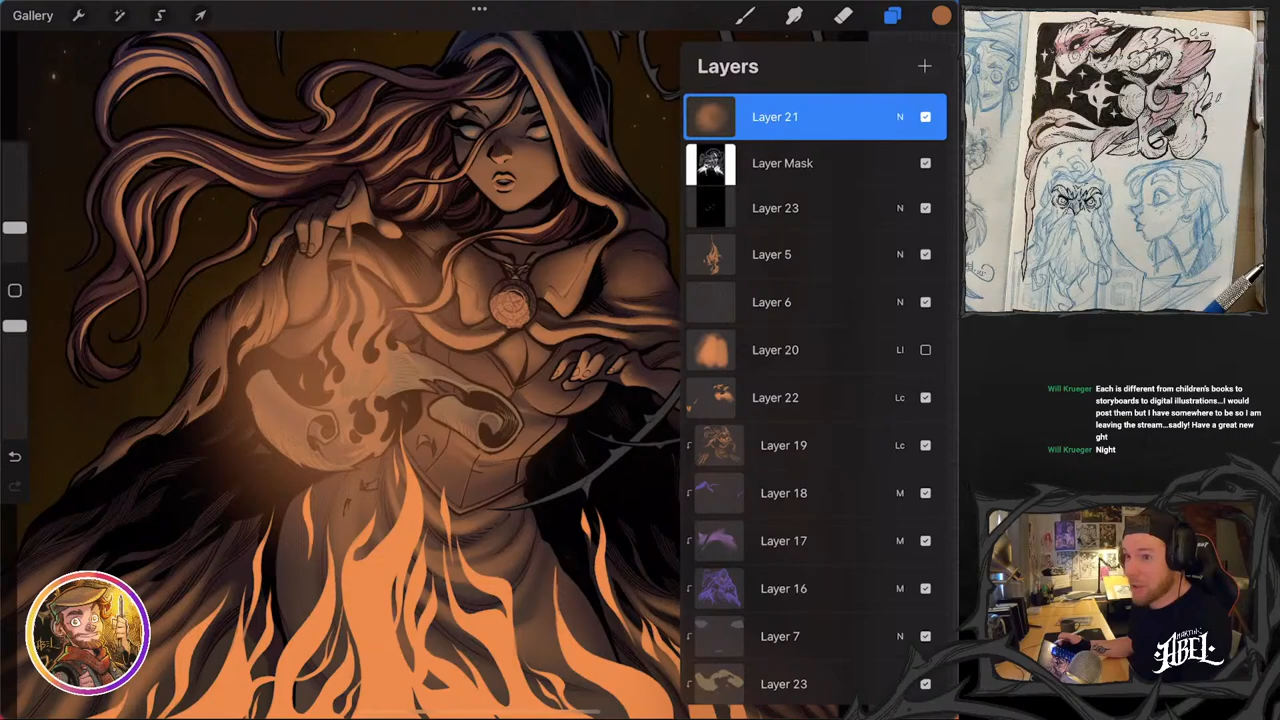 Gallery
Layers
Layer 21 N
Layer Mask
Layer 23 N
Layer 5 N
Layer 6 N
Layer 20 Ll
Layer 22 Lc
Layer 19 Lc
Layer 18 M
Layer 17 M
Layer 16 M
Layer 7 N
Layer 23
Will Krueger Each is different from children's books to
storyboards to digital illustrations...I would
post them but I have somewhere to be so I am
leaving the stream...sadly! Have a great new
ght
Will Krueger Night
MARTIN
ABEL